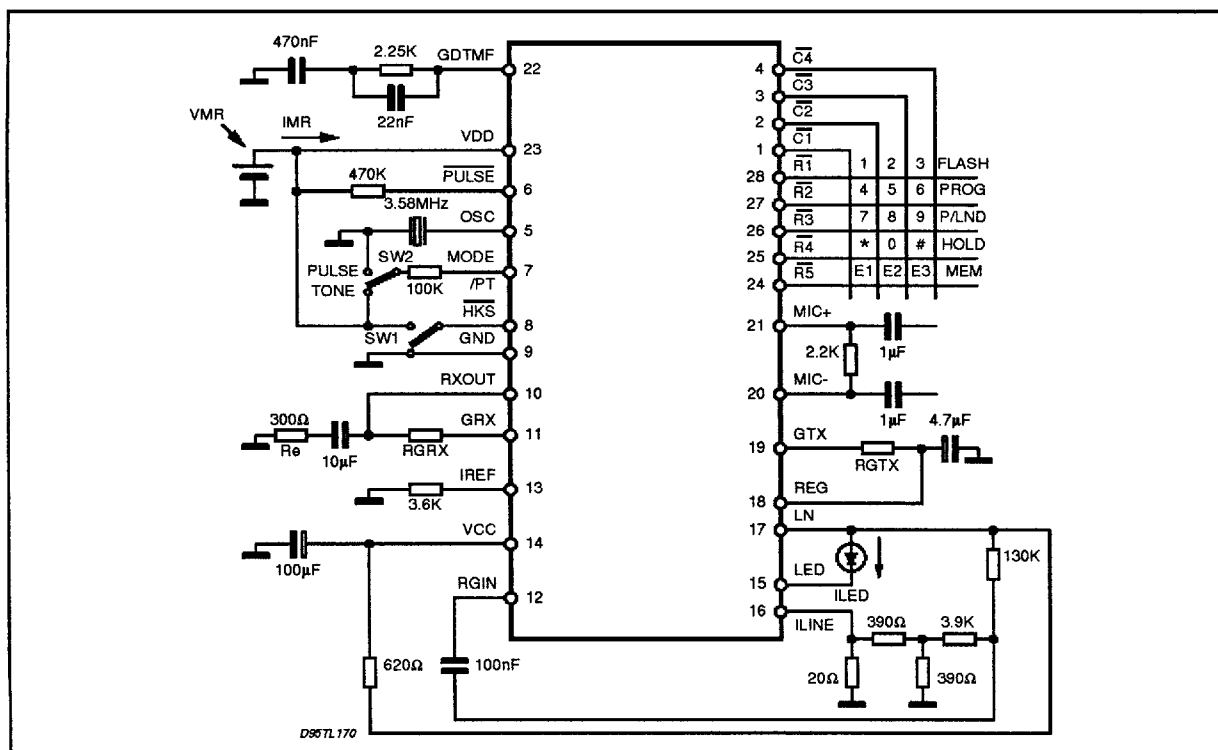 470nF
2.25K
GDTMF
22
22nF
VMR
IMR
VDD
23
470K
PULSE
6
3.58MHz
OSC
5
SW2
MODE
7
PULSE
TONE
100K
/PT
HKS
8
SW1
GND
9
RXOUT
10
300Ω
GRX
11
Re
10µF
RGRX
IREF
13
3.6K
VCC
14
100µF
RGIN
12
620Ω
100nF
4
C4
3
C3
2
C2
1
C1
28
R1
1 2 3 FLASH
27
R2
4 5 6 PROG
26
R3
7 8 9 P/LND
25
R4
* 0 # HOLD
24
R5
E1 E2 E3 MEM
21
MIC+
1µF
2.2K
20
MIC-
1µF
4.7µF
19
GTX
RGTX
18
REG
17
LN
130K
15
LED
ILED
16
ILINE
390Ω
3.9K
20Ω
390Ω
D95TL170